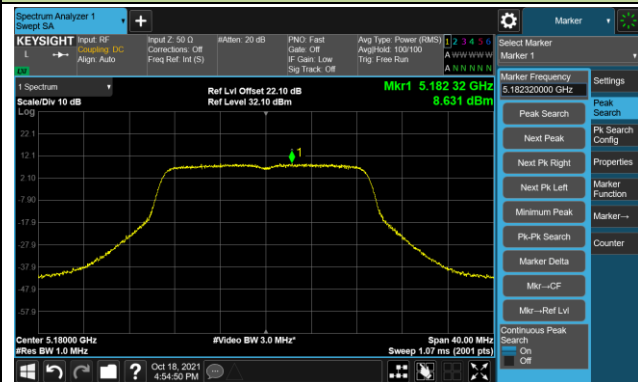 Spectrum Analyzer 1
Swept SA
Marker
KEYSIGHT
L
Input: RF
Coupling: DC
Align: Auto
Input Z: 50 Ω
Corrections: Off
Freq Ref: Int (S)
#Atten: 20 dB
PNO: Fast
Gate: Off
IF Gain: Low
Sig Track: Off
Avg Type: Power (RMS)
Avg|Hold: 100/100
Trig: Free Run
1 2 3 4 5 6
A W W W W W
A N N N N N
Select Marker
Marker 1
1 Spectrum
Scale/Div 10 dB
Log
Ref Lvl Offset 22.10 dB
Ref Level 32.10 dBm
Mkr1 5.182 32 GHz
8.631 dBm
1
22.1
12.1
2.10
-7.90
-17.9
-27.9
-37.9
-47.9
-57.9
Center 5.18000 GHz
#Res BW 1.0 MHz
#Video BW 3.0 MHz*
Span 40.00 MHz
Sweep 1.07 ms (2001 pts)
Marker Frequency
5.182320000 GHz
Peak Search
Next Peak
Next Pk Right
Next Pk Left
Minimum Peak
Pk-Pk Search
Marker Delta
Mkr→CF
Mkr→Ref Lvl
Continuous Peak
Search
On
Off
Settings
Peak
Search
Pk Search
Config
Properties
Marker
Function
Marker→
Counter
Oct 18, 2021
4:54:50 PM